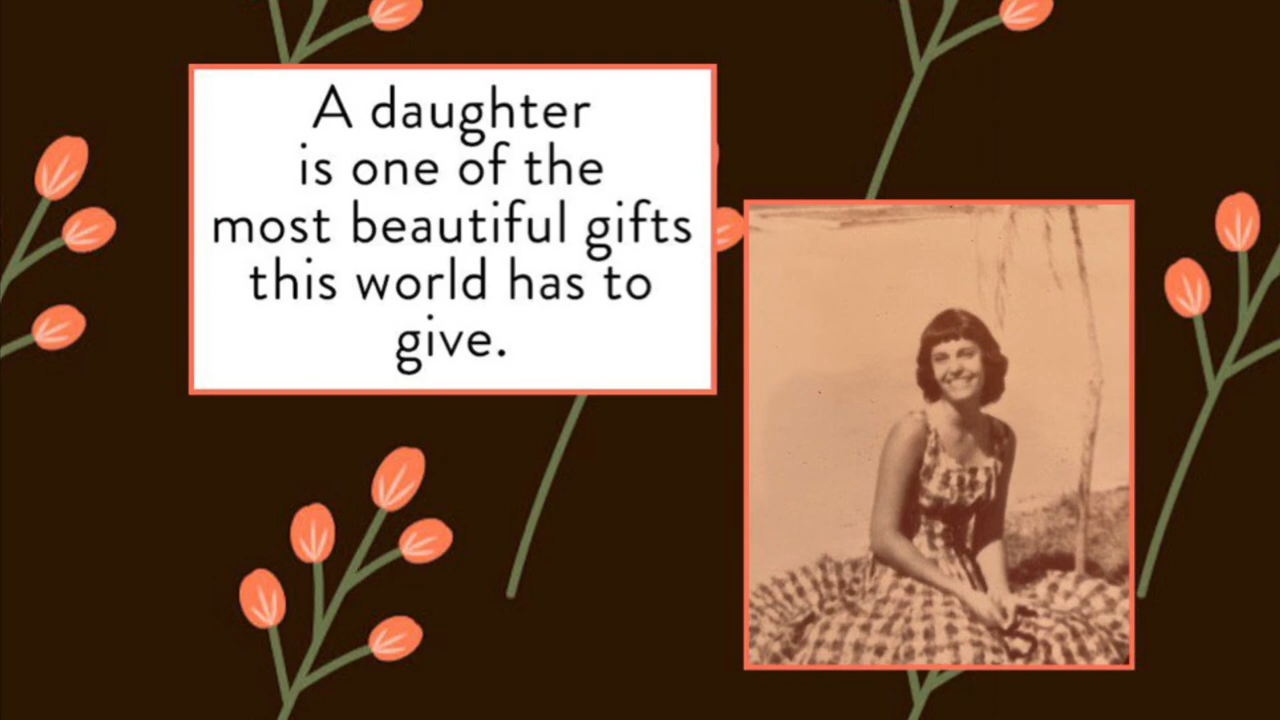 A daughter
is one of the
most beautiful gifts
this world has to
give.